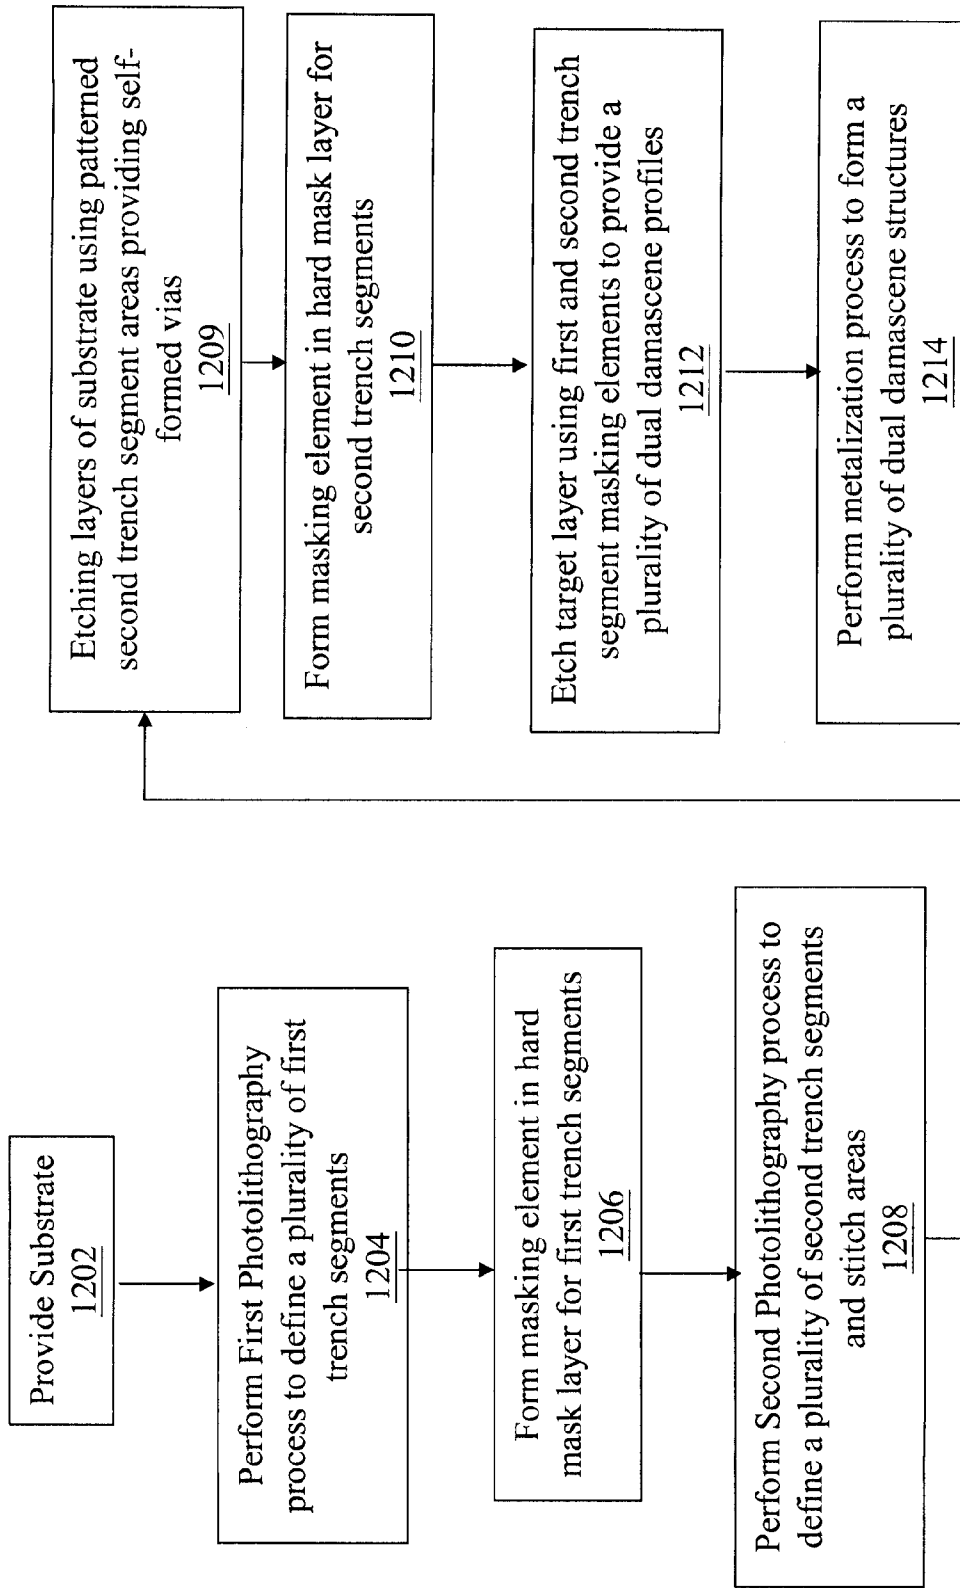 Provide Substrate
1202
Perform First Photolithography
process to define a plurality of first
trench segments
1204
Form masking element in hard
mask layer for first trench segments
1206
Perform Second Photolithography process to
define a plurality of second trench segments
and stitch areas
1208
Etching layers of substrate using patterned
second trench segment areas providing self-
formed vias
1209
Form masking element in hard mask layer for
second trench segments
1210
Etch target layer using first and second trench
segment masking elements to provide a
plurality of dual damascene profiles
1212
Perform metalization process to form a
plurality of dual damascene structures
1214